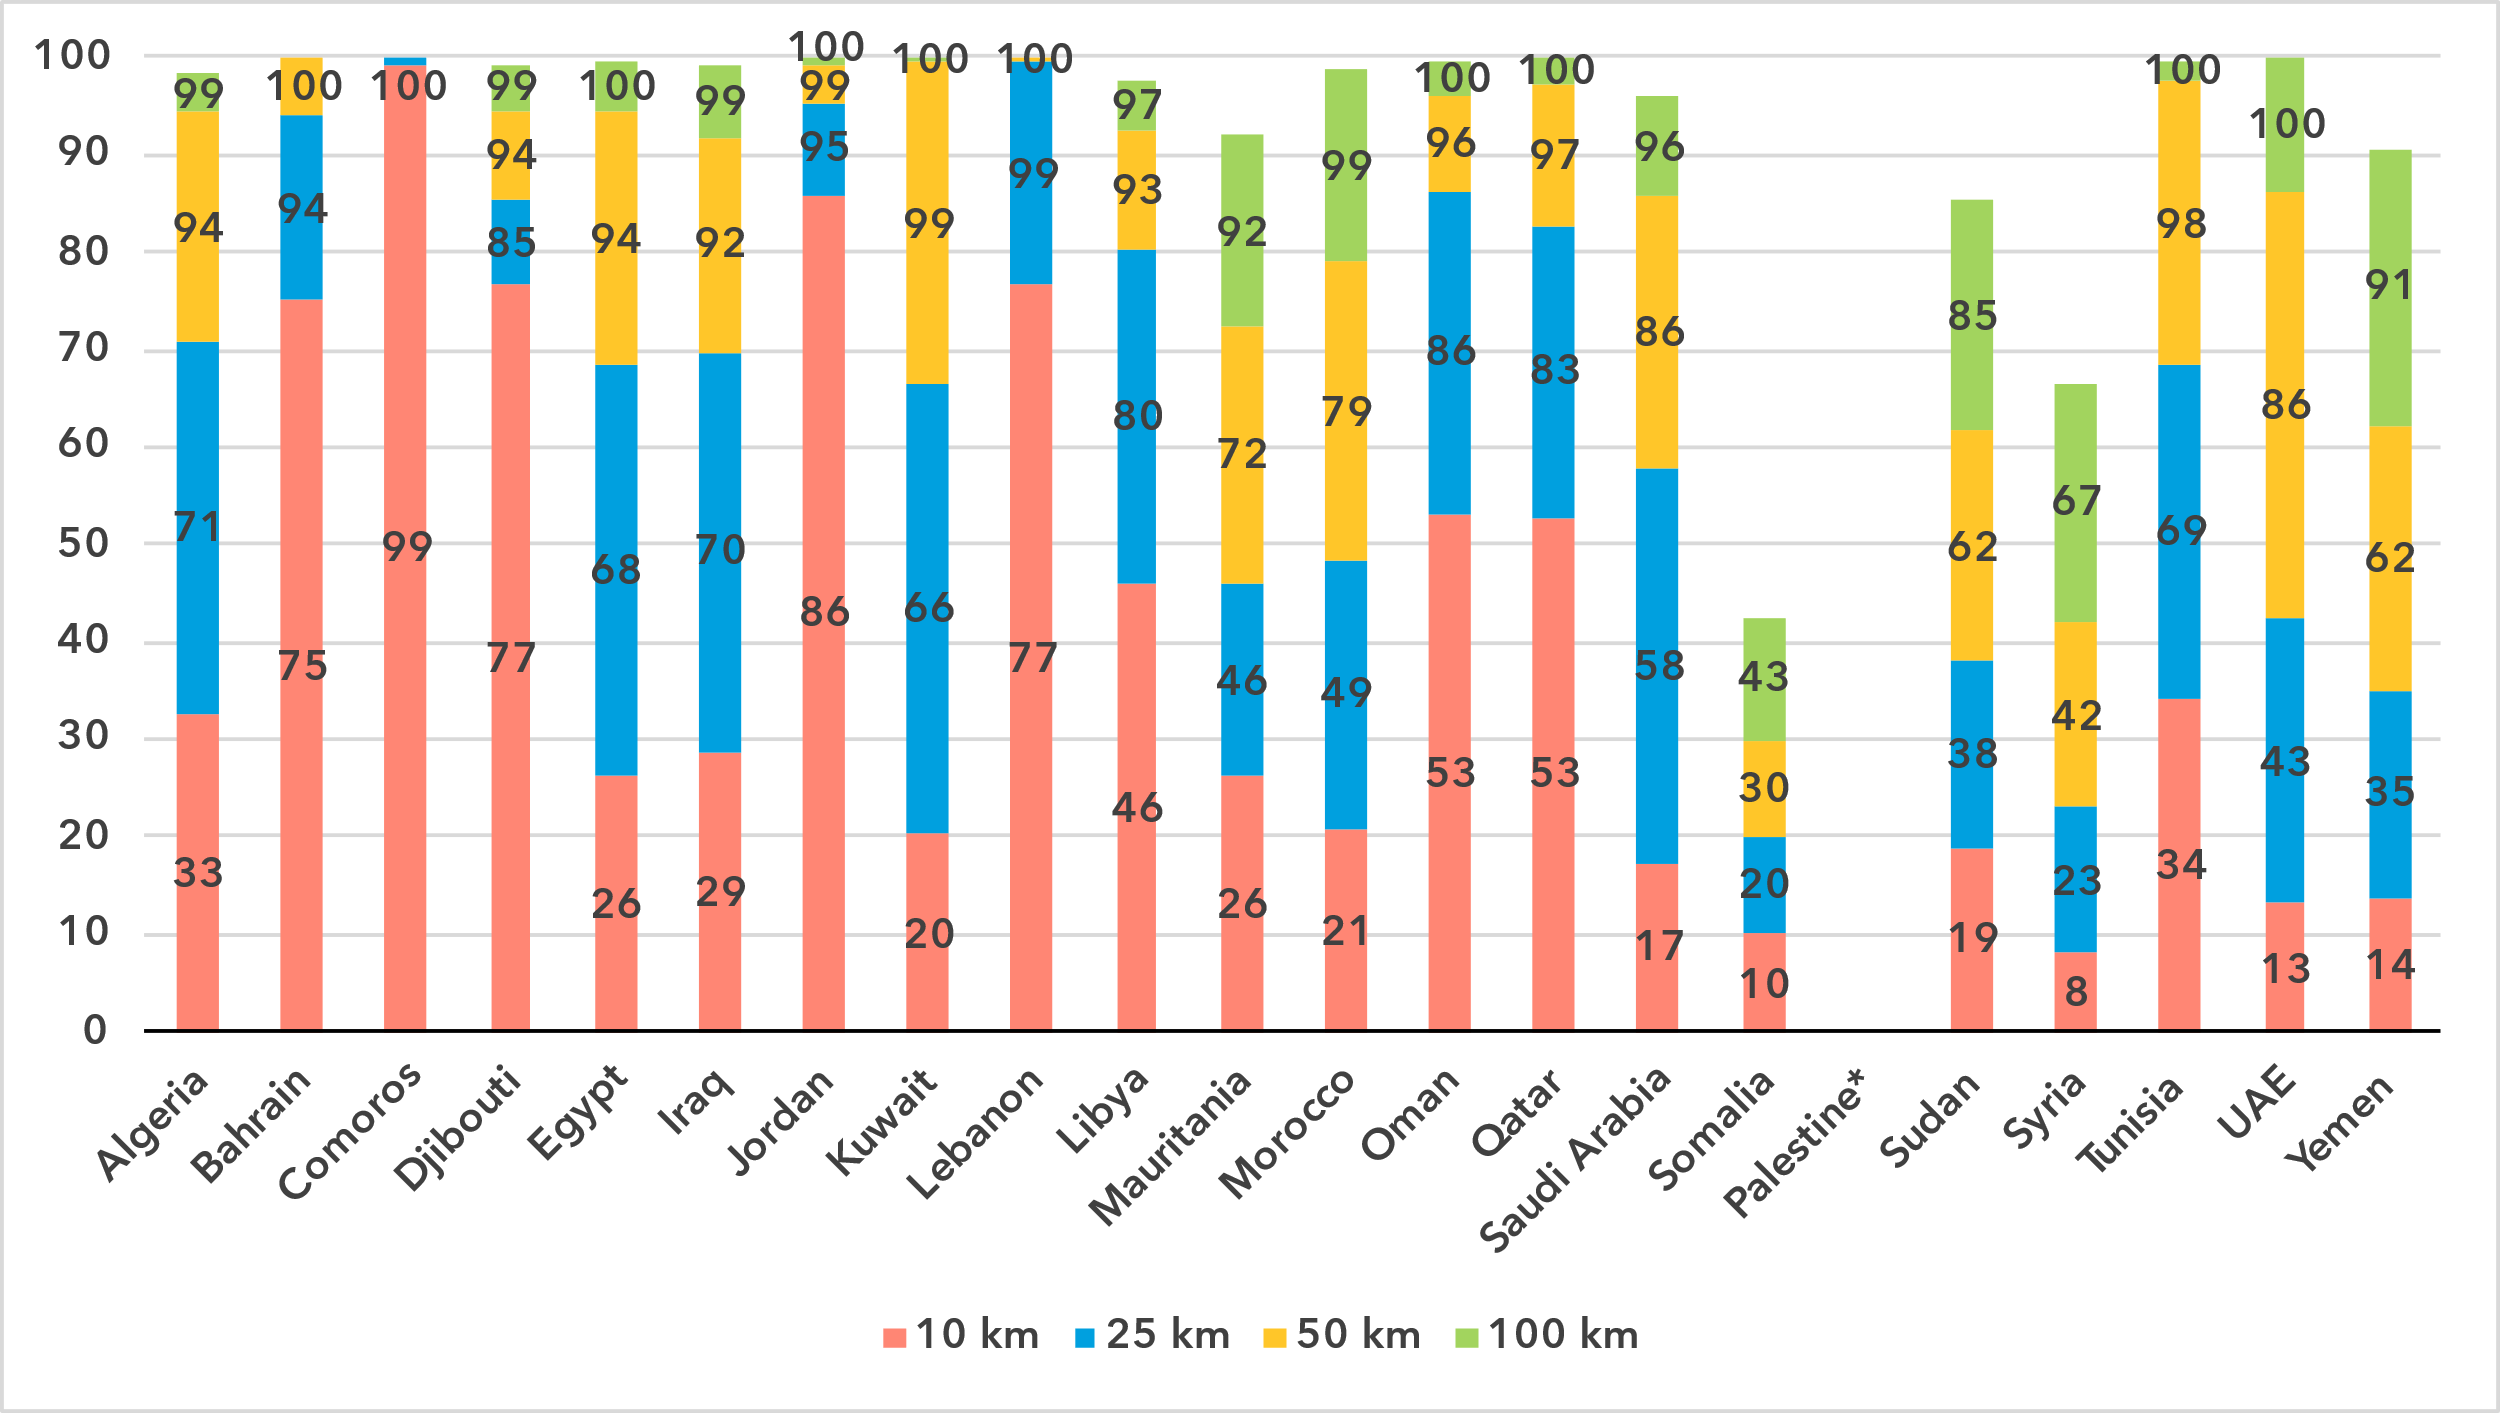 100
90
80
70
60
50
40
30
20
10
0
99 94 71 33
100 94 75
100 99
99 94 85 77
100 94 68 26
99 92 70 29
100 99 95 86
100 99 66 20
100 99 77
97 93 80 46
92 72 46 26
99 79 49 21
100 96 86 53
100 97 83 53
96 86 58 17
43 30 20 10
85 62 38 19
67 42 23 8
100 98 69 34
100 86 43 13
91 62 35 14
Algeria
Bahrain
Comoros
Djibouti
Egypt
Iraq
Jordan
Kuwait
Lebanon
Libya
Mauritania
Morocco
Oman
Qatar
Saudi Arabia
Somalia
Palestine*
Sudan
Syria
Tunisia
UAE
Yemen
10 km 25 km 50 km 100 km